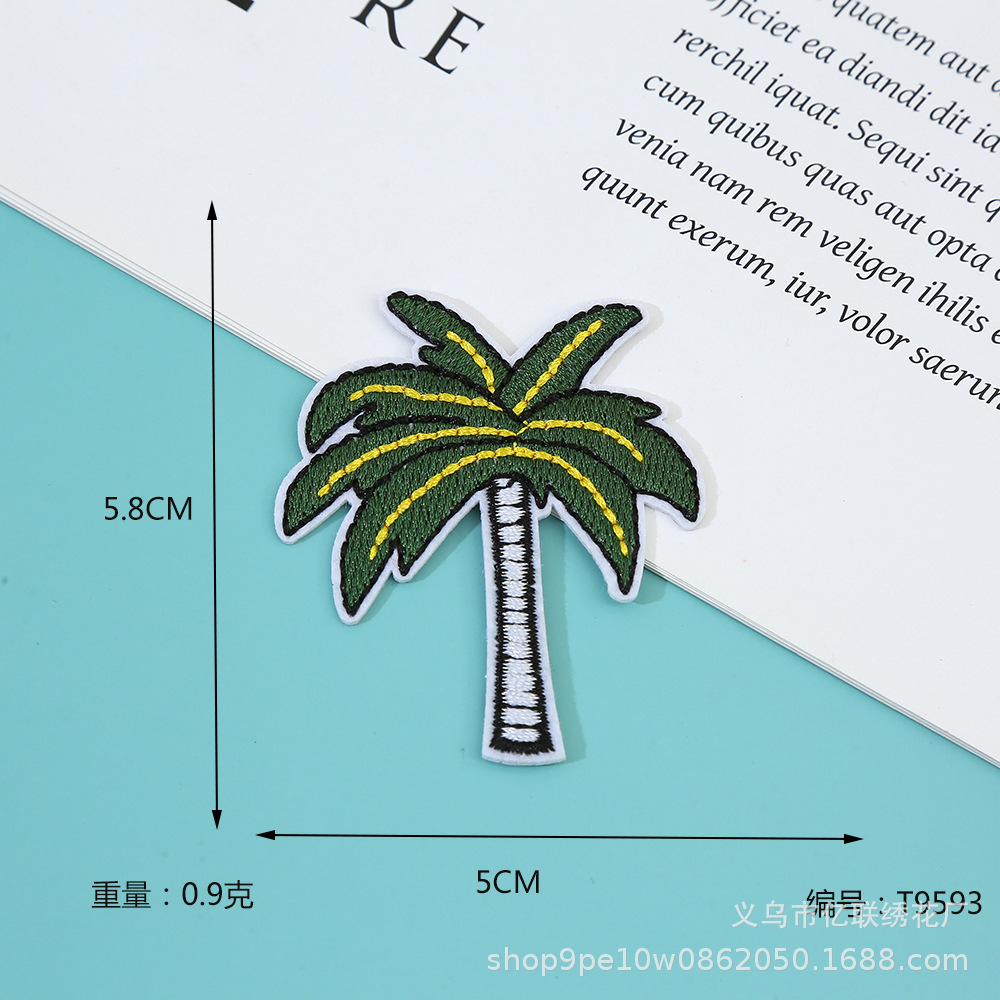 RE
quatem aut
officiet ea diandi dit
rerchil iquat. Sequi sint
cum quibus quas aut opta
venia nam rem veligen ihilis
quunt exerum, iur, volor
5.8CM
5CM
重量：0.9克
编号：T9593
义乌市亿联绣花厂
shop9pe10w0862050.1688.com